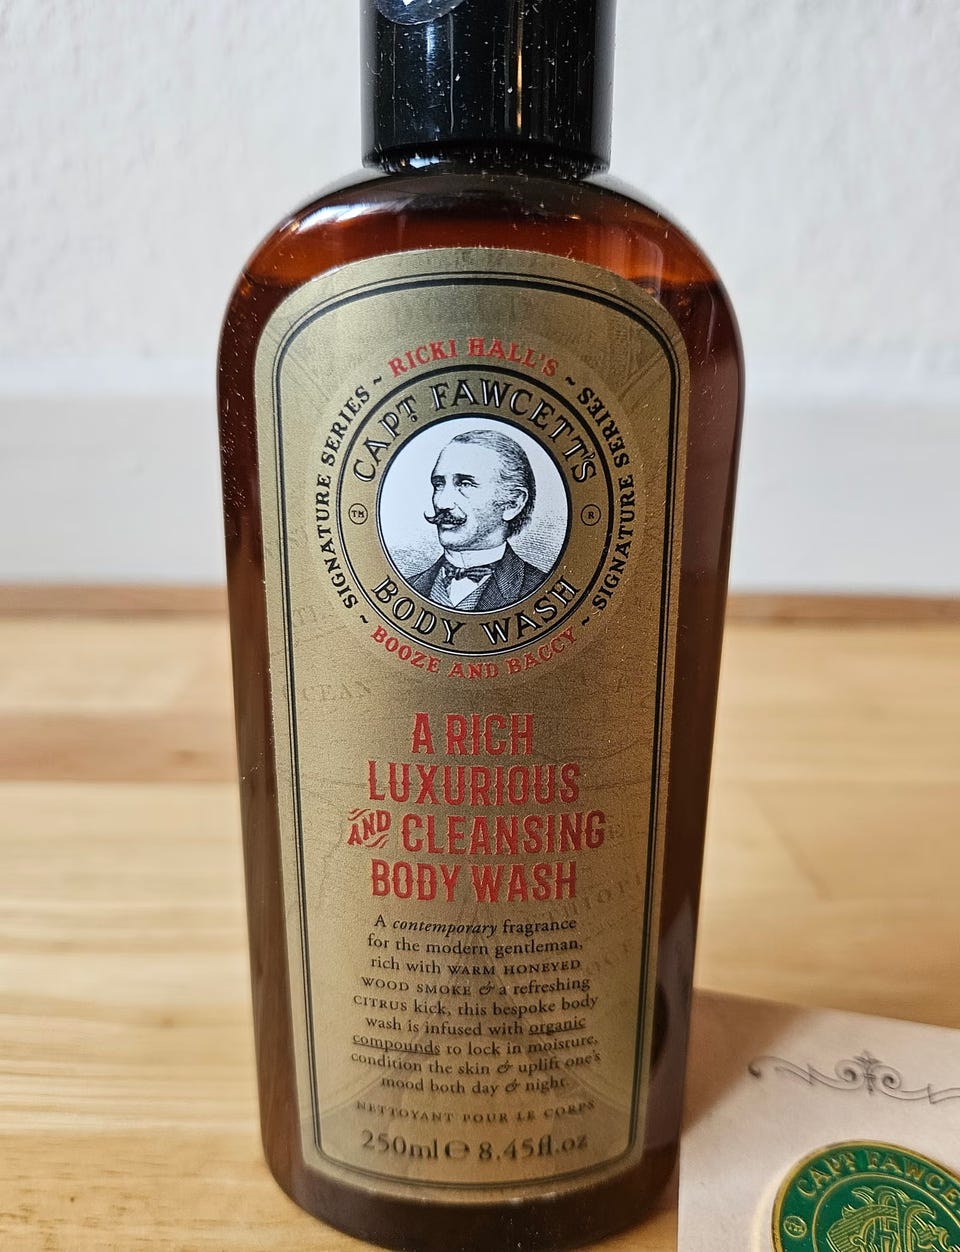 RICKI HALL'S
~ SIGNATURE SERIES ~
~ SIGNATURE SERIES ~
CAPT FAWCETT'S
TM
R
BODY WASH
BOOZE AND BACCY
A RICH
LUXURIOUS
AND CLEANSING
BODY WASH
A contemporary fragrance
for the modern gentleman,
rich with WARM HONEYED
WOOD SMOKE & a refreshing
CITRUS kick, this bespoke body
wash is infused with organic
compounds to lock in moisture,
condition the skin & uplift one's
mood both day & night.
NETTOYANT POUR LE CORPS
250ml ℮ 8.45fl.oz
OCEAN
CAPT FAWCE